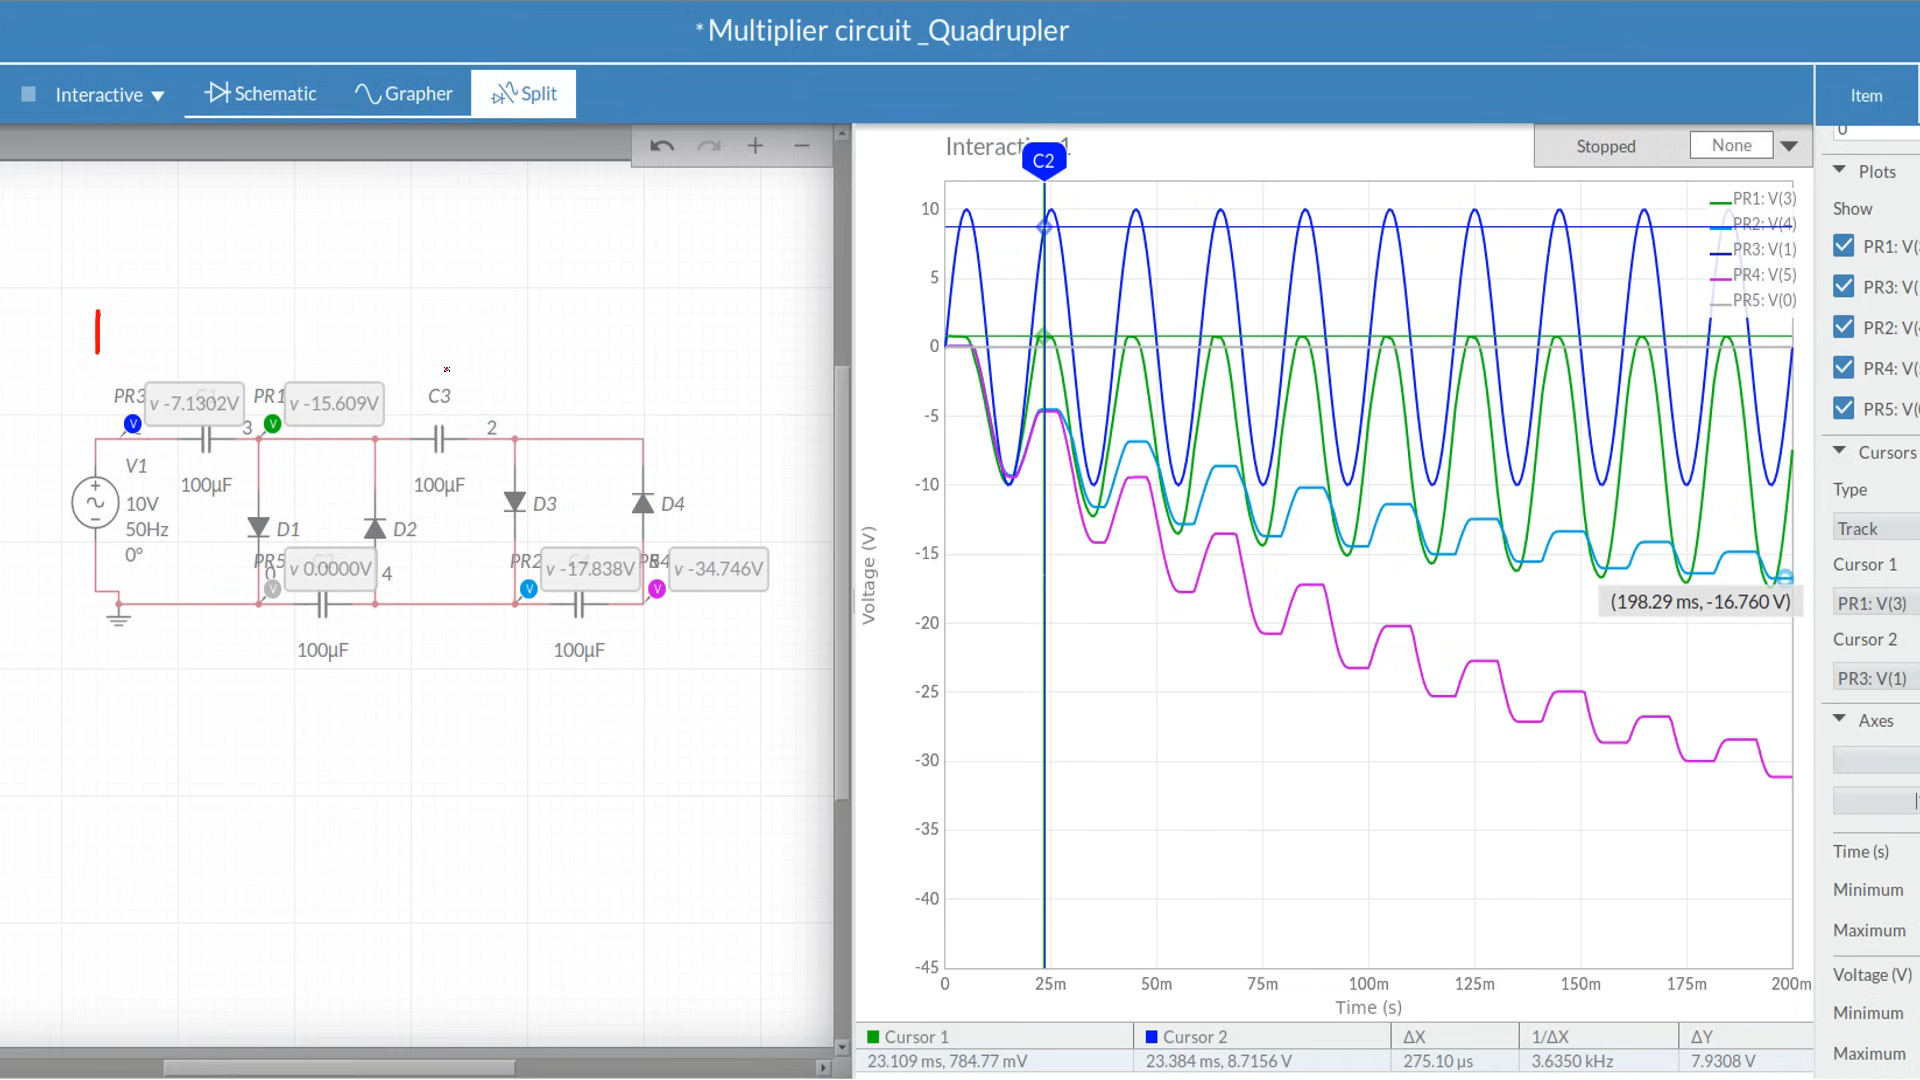 *Multiplier circuit _Quadrupler
Interactive
Schematic
Grapher
Split
Item
Stopped
None
C2
PR1: V(3)
PR2: V(4)
PR3: V(1)
PR4: V(5)
PR5: V(0)
10
5
0
-5
-10
-15
-20
-25
-30
-35
-40
-45
Voltage (V)
0
25m
50m
75m
100m
125m
150m
175m
200m
Time (s)
(198.29 ms, -16.760 V)
PR3
v -7.1302V
PR1
v -15.609V
C3
V
V
3
2
V1
100µF
100µF
10V
50Hz
0°
D3
D4
D1
D2
PR5
v 0.0000V
4
PR2
v -17.838V
v -34.746V
0
V
V
V
100µF
100µF
Cursor 1
Cursor 2
ΔX
1/ΔX
ΔY
23.109 ms, 784.77 mV
23.384 ms, 8.7156 V
275.10 µs
3.6350 kHz
7.9308 V
0
Plots
Show
PR1: V(
PR3: V(
PR2: V(
PR4: V(
PR5: V(
Cursors
Type
Track
Cursor 1
PR1: V(3)
Cursor 2
PR3: V(1)
Axes
Time (s)
Minimum
Maximum
Voltage (V)
Minimum
Maximum